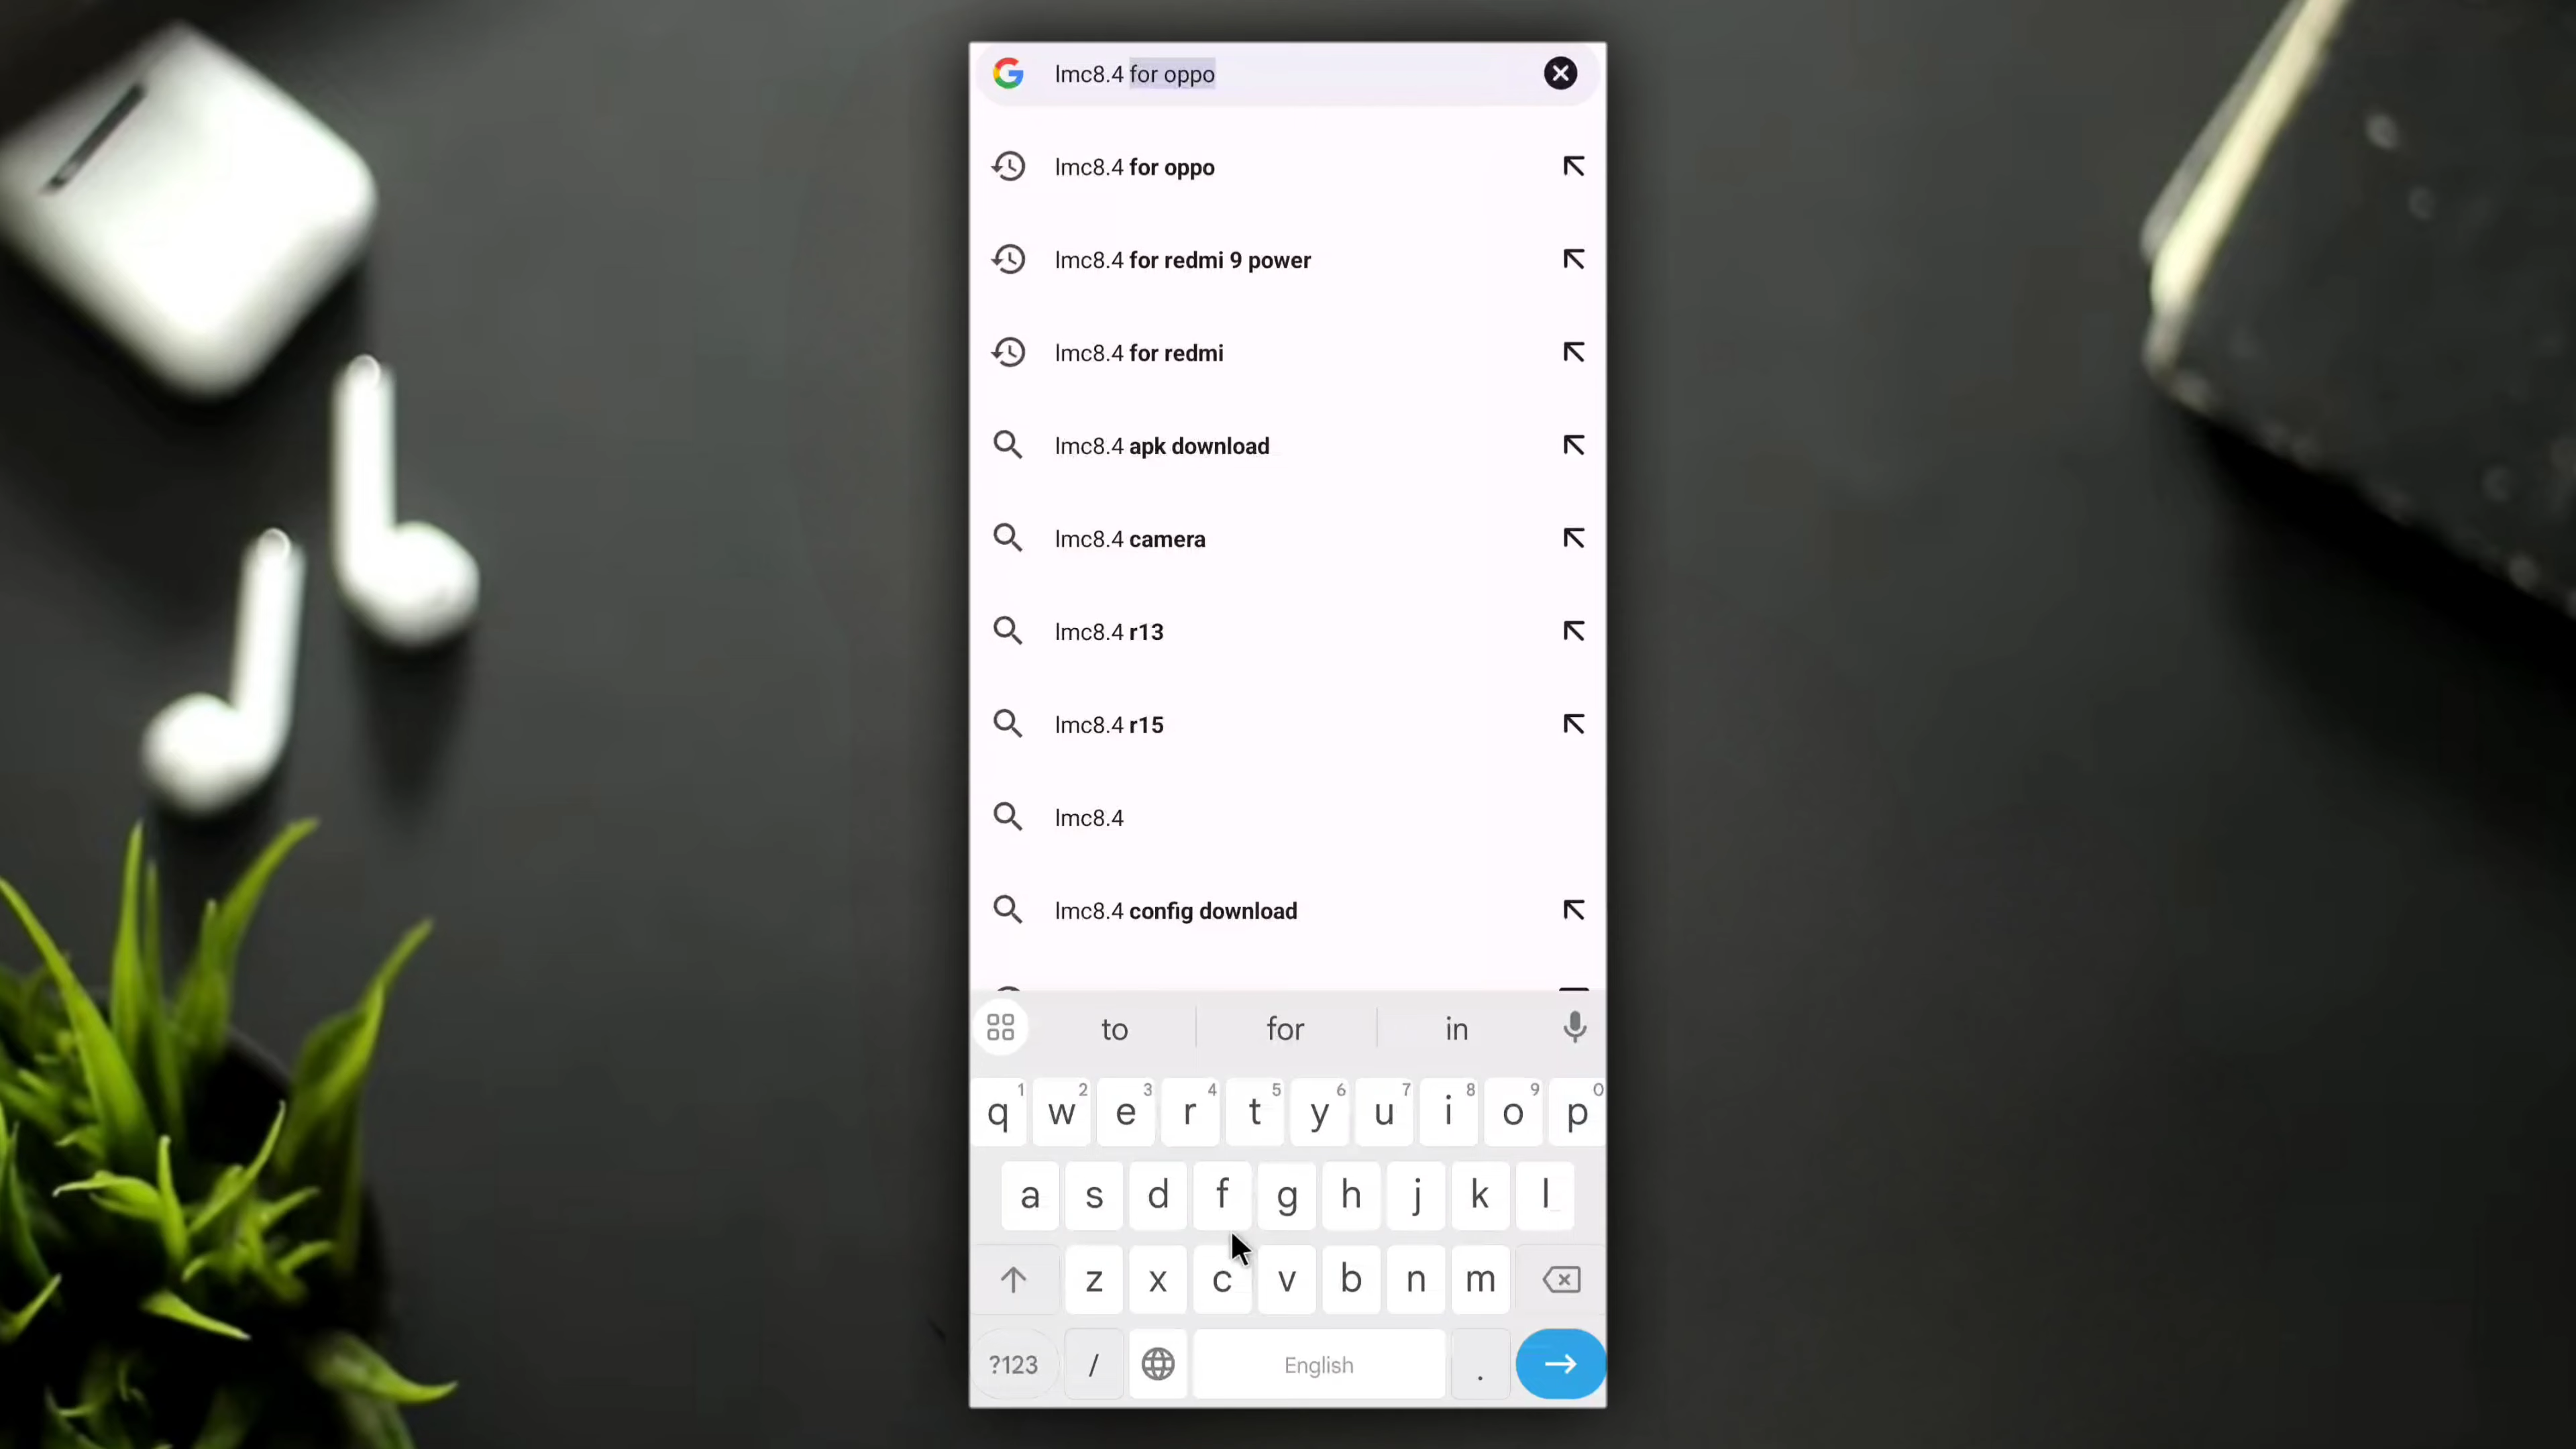 lmc8.4 for oppo
lmc8.4 for oppo
lmc8.4 for redmi 9 power
lmc8.4 for redmi
lmc8.4 apk download
lmc8.4 camera
lmc8.4 r13
lmc8.4 r15
lmc8.4
lmc8.4 config download
to for in
1 2 3 4 5 6 7 8 9 0
q w e r t y u i o p
a s d f g h j k l
z x c v b n m
?123 / English .